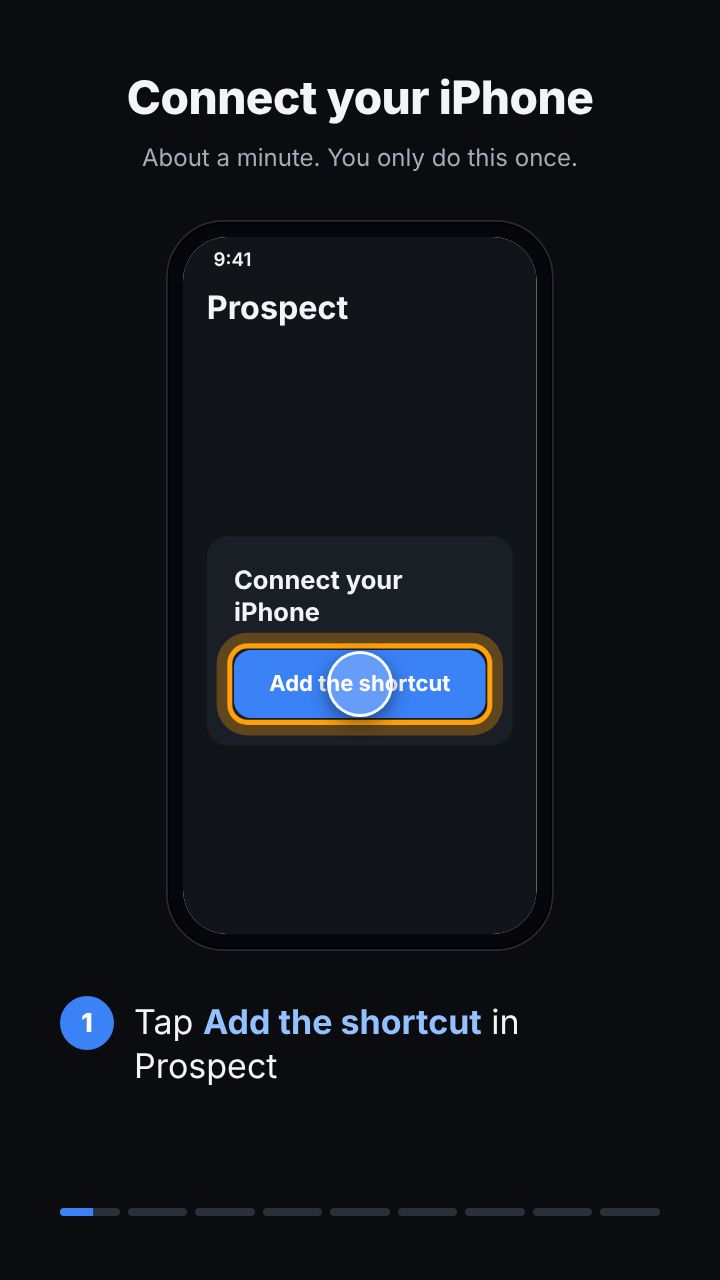 Connect your iPhone
About a minute. You only do this once.
9:41
Prospect
Connect your
iPhone
Add the shortcut
1
Tap Add the shortcut in
Prospect